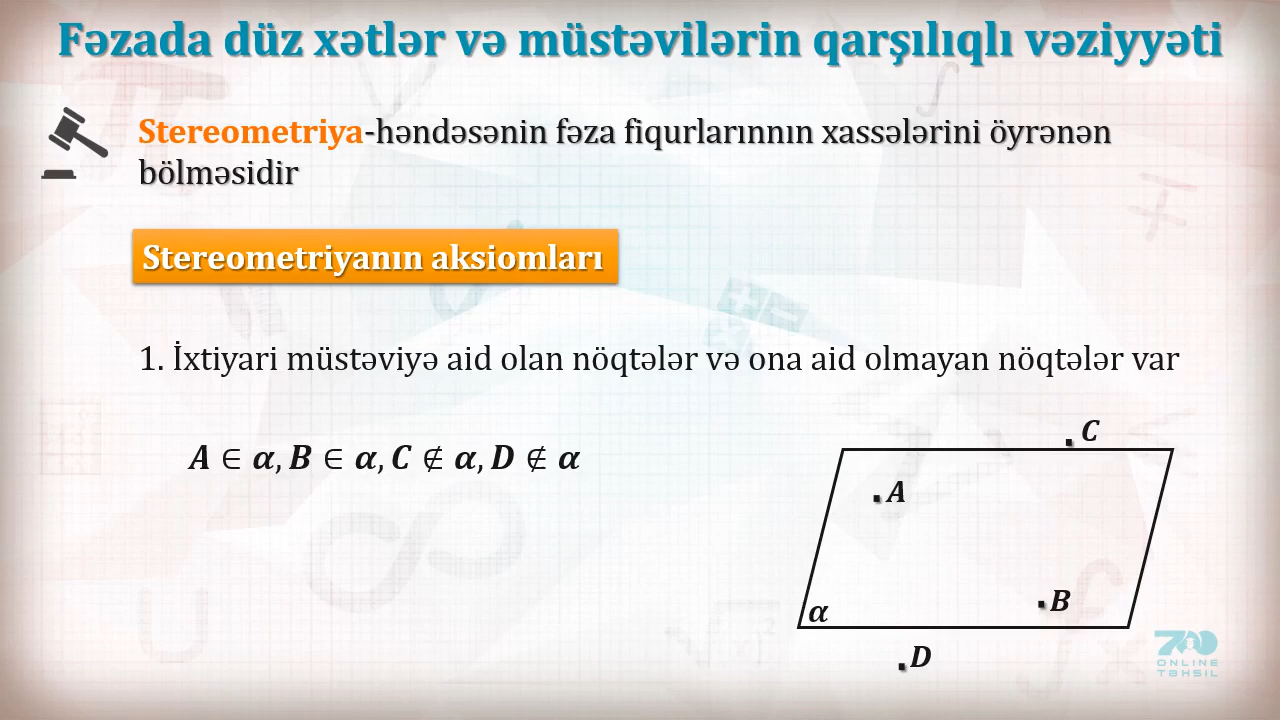 Fəzada düz xətlər və müstəvilərin qarşılıqlı vəziyyəti
Stereometriya-həndəsənin fəza fiqurlarınnın xassələrini öyrənən
bölməsidir
Stereometriyanın aksiomları
1. İxtiyari müstəviyə aid olan nöqtələr və ona aid olmayan nöqtələr var
A ∈ α, B ∈ α, C ∉ α, D ∉ α
C
A
B
α
D
700
ONLINE
TƏHSİL